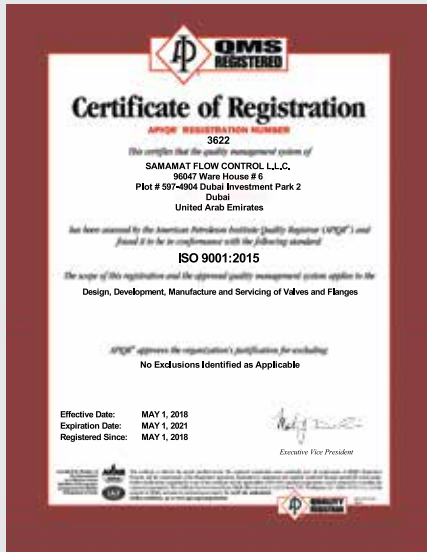 API
QMS
REGISTERED
Certificate of Registration
APIQR® REGISTRATION NUMBER
3622
This certifies that the quality management system of
SAMAMAT FLOW CONTROL L.L.C.
96047 Ware House # 6
Plot # 597-4904 Dubai Investment Park 2
Dubai
United Arab Emirates
has been assessed by the American Petroleum Institute Quality Registrar (APIQR®) and
found it to be in conformance with the following standard:
ISO 9001:2015
The scope of this registration and the approved quality management system applies to the
Design, Development, Manufacture and Servicing of Valves and Flanges
APIQR® approves the organization's justification for excluding:
No Exclusions Identified as Applicable
Effective Date: MAY 1, 2018
Expiration Date: MAY 1, 2021
Registered Since: MAY 1, 2018
Executive Vice President
API
QUALITY
REGISTRAR